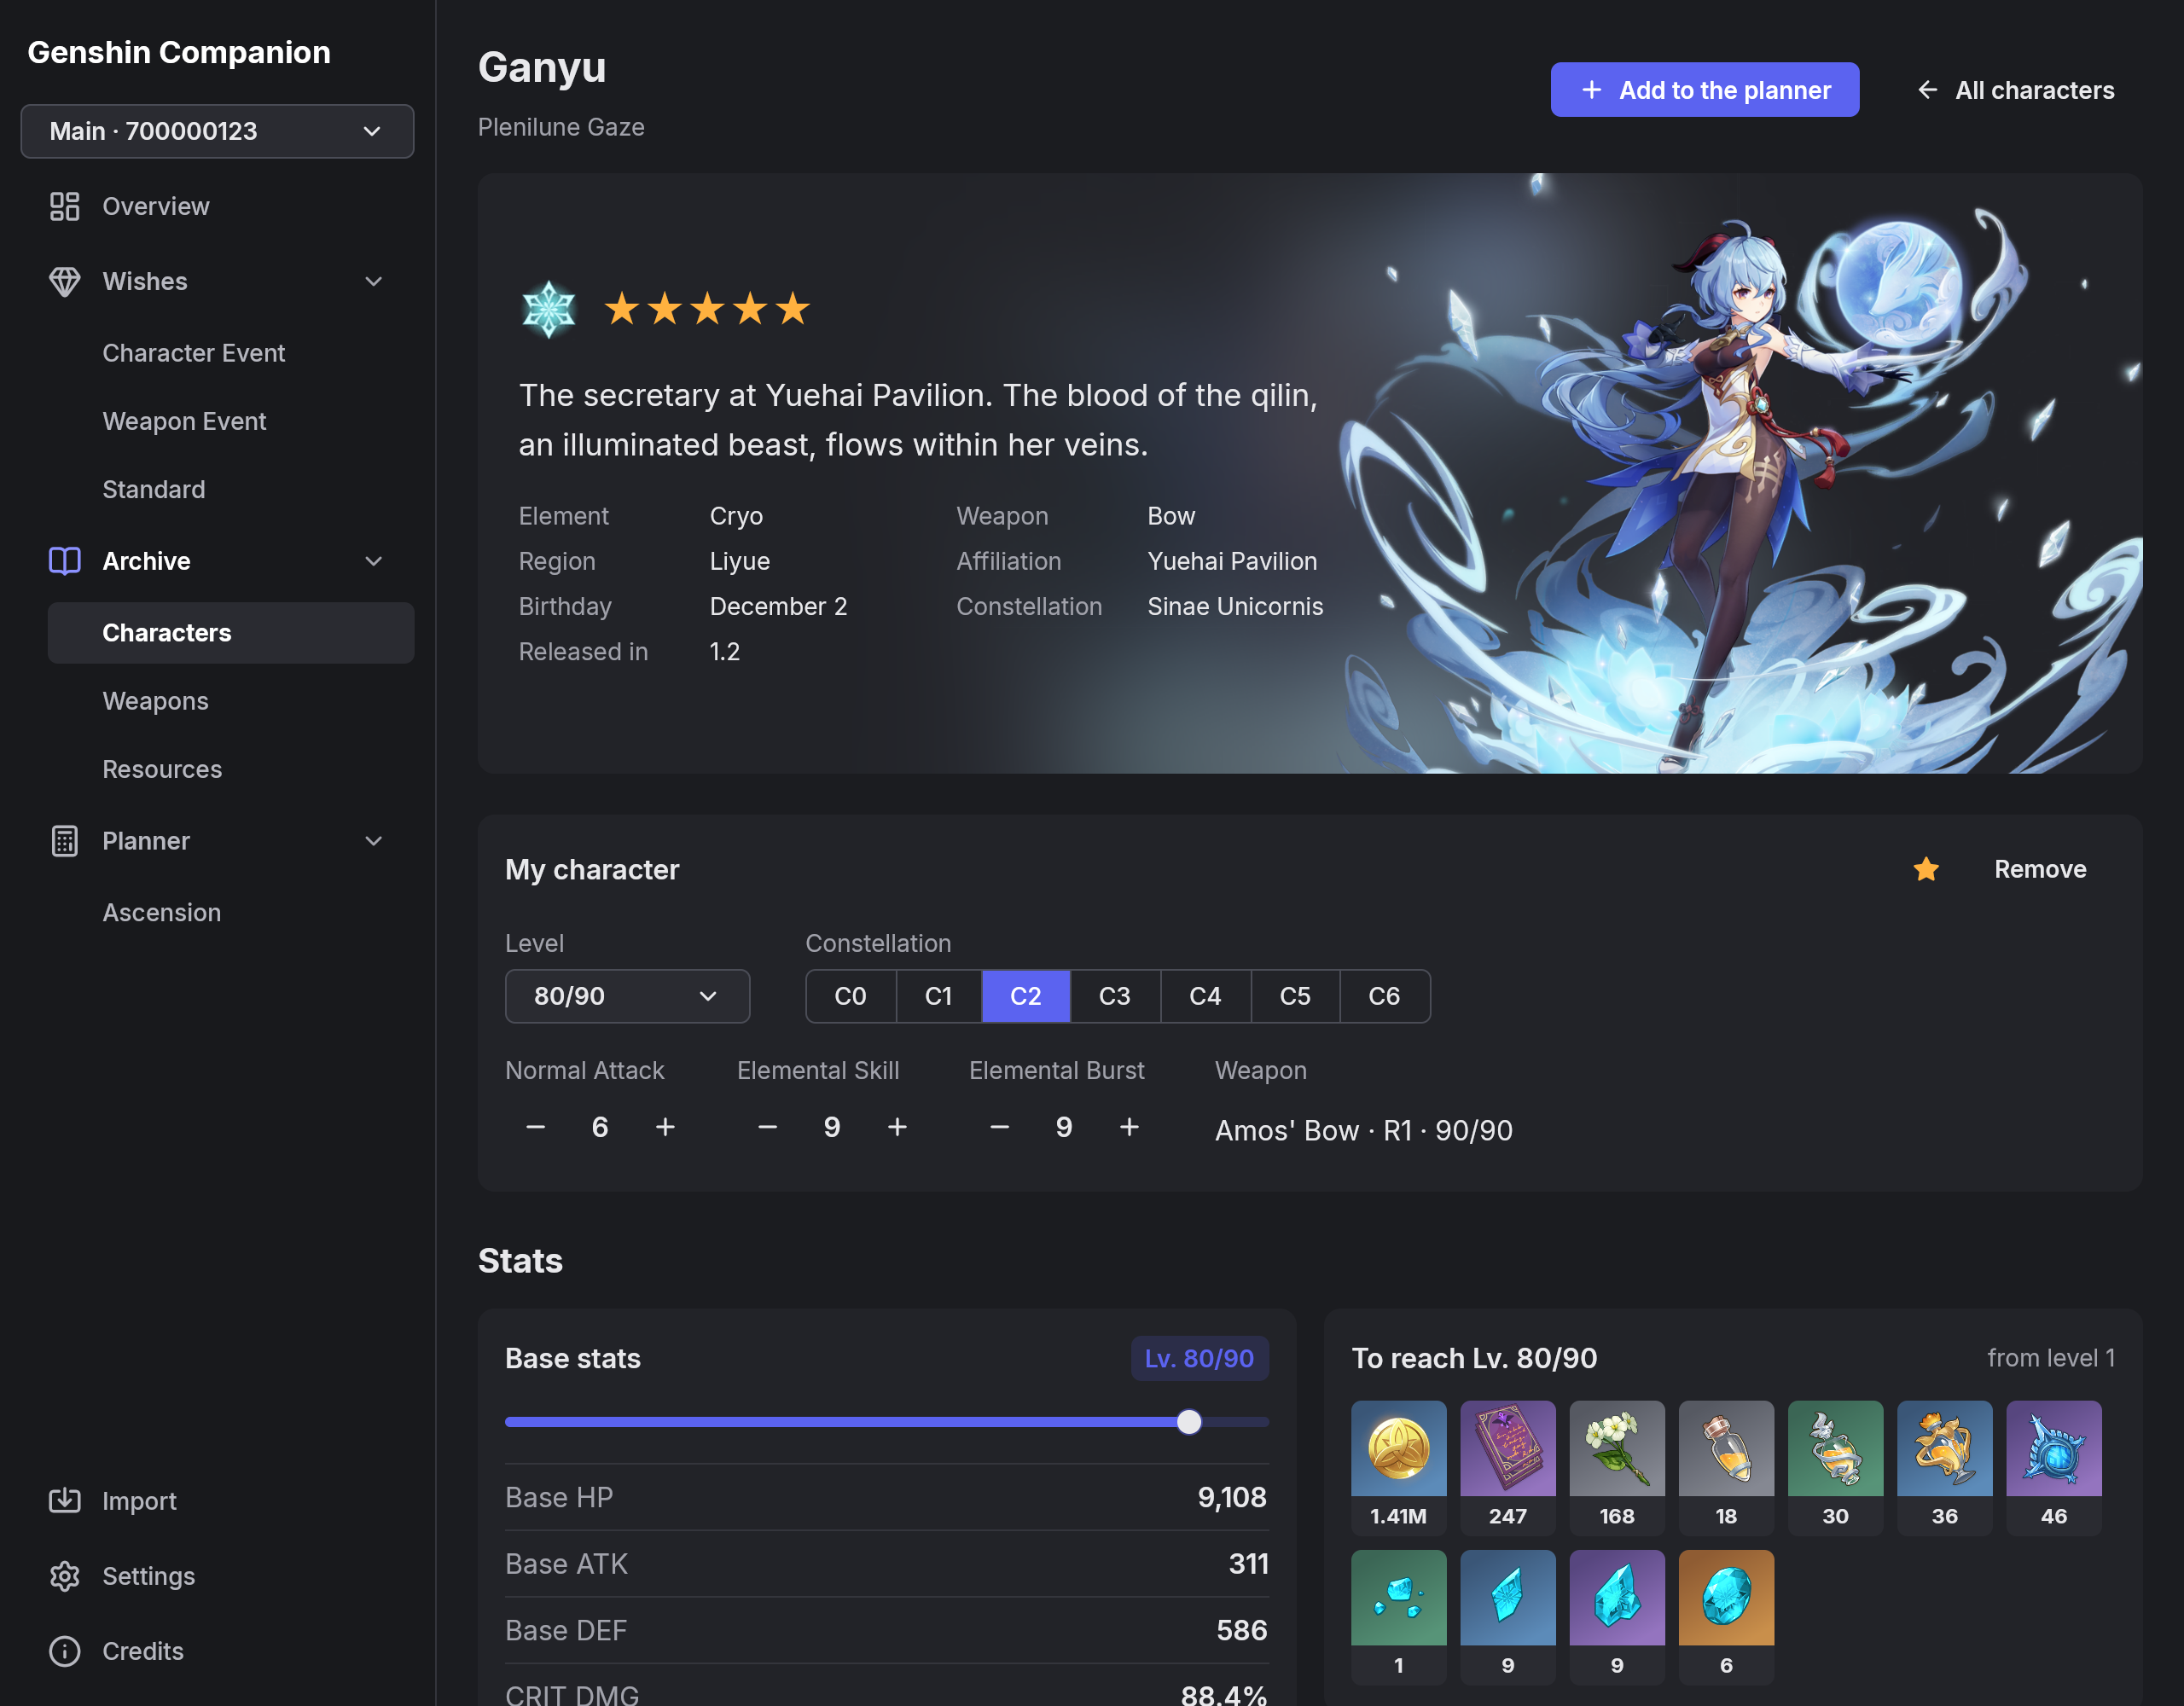 Genshin Companion
Main · 700000123
Overview
Wishes
Character Event
Weapon Event
Standard
Archive
Characters
Weapons
Resources
Planner
Ascension
Import
Settings
Credits
Ganyu
Plenilune Gaze
Add to the planner
All characters
The secretary at Yuehai Pavilion. The blood of the qilin,
an illuminated beast, flows within her veins.
Element Cryo Weapon Bow
Region Liyue Affiliation Yuehai Pavilion
Birthday December 2 Constellation Sinae Unicornis
Released in 1.2
My character
Remove
Level Constellation
80/90 C0 C1 C2 C3 C4 C5 C6
Normal Attack Elemental Skill Elemental Burst Weapon
− 6 + − 9 + − 9 + Amos' Bow · R1 · 90/90
Stats
Base stats Lv. 80/90
Base HP 9,108
Base ATK 311
Base DEF 586
CRIT DMG 88.4%
To reach Lv. 80/90 from level 1
1.41M 247 168 18 30 36 46
1 9 9 6